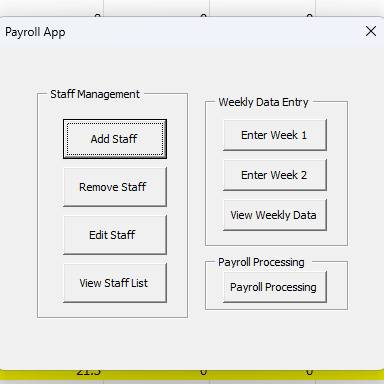 Payroll App
Staff Management
Add Staff
Remove Staff
Edit Staff
View Staff List
Weekly Data Entry
Enter Week 1
Enter Week 2
View Weekly Data
Payroll Processing
Payroll Processing
21.5 0 0